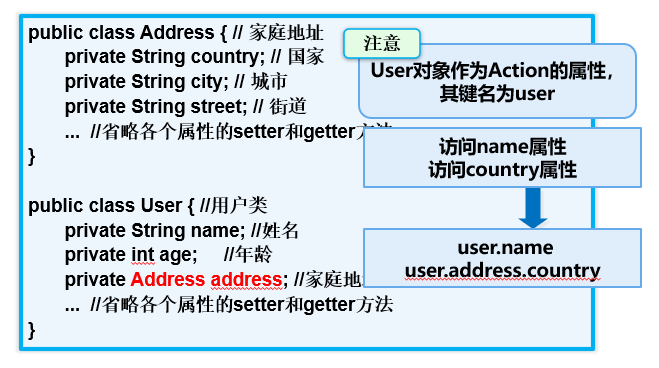 public class Address { // 家庭地址
private String country; // 国家
private String city; // 城市
private String street; // 街道
... //省略各个属性的setter和getter方法
}
public class User { //用户类
private String name; //姓名
private int age; //年龄
private Address address; //家庭地
... //省略各个属性的setter和getter方法
}
注意
User对象作为Action的属性，
其键名为user
访问name属性
访问country属性
user.name
user.address.country